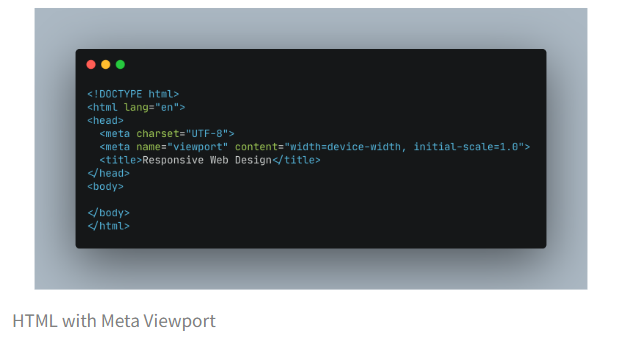 <!DOCTYPE html>
<html lang="en">
<head>
  <meta charset="UTF-8">
  <meta name="viewport" content="width=device-width, initial-scale=1.0">
  <title>Responsive Web Design</title>
</head>
<body>

</body>
</html>
HTML with Meta Viewport